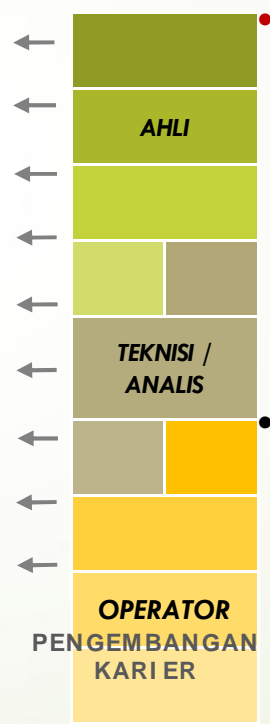 AHLI
TEKNISI /
ANALIS
OPERATOR
PENGEMBANGAN
KARIER